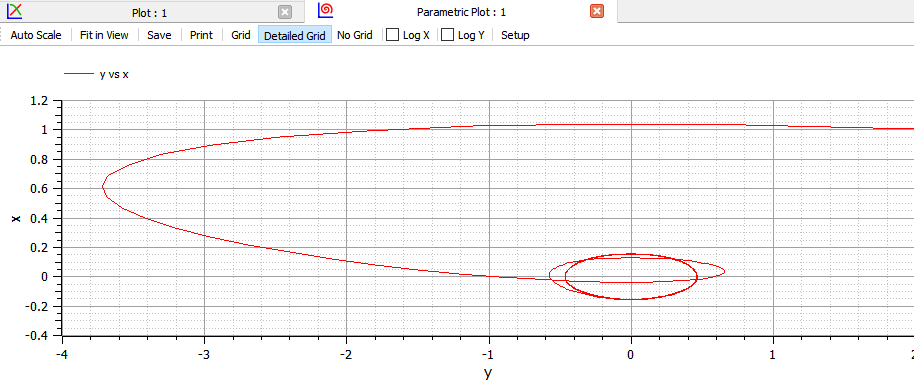 Plot : 1
Parametric Plot : 1
Auto Scale Fit in View Save Print Grid Detailed Grid No Grid Log X Log Y Setup
y vs x
1.2
1
0.8
0.6
0.4
0.2
0
-0.2
-0.4
x
-4 -3 -2 -1 0 1 2
y